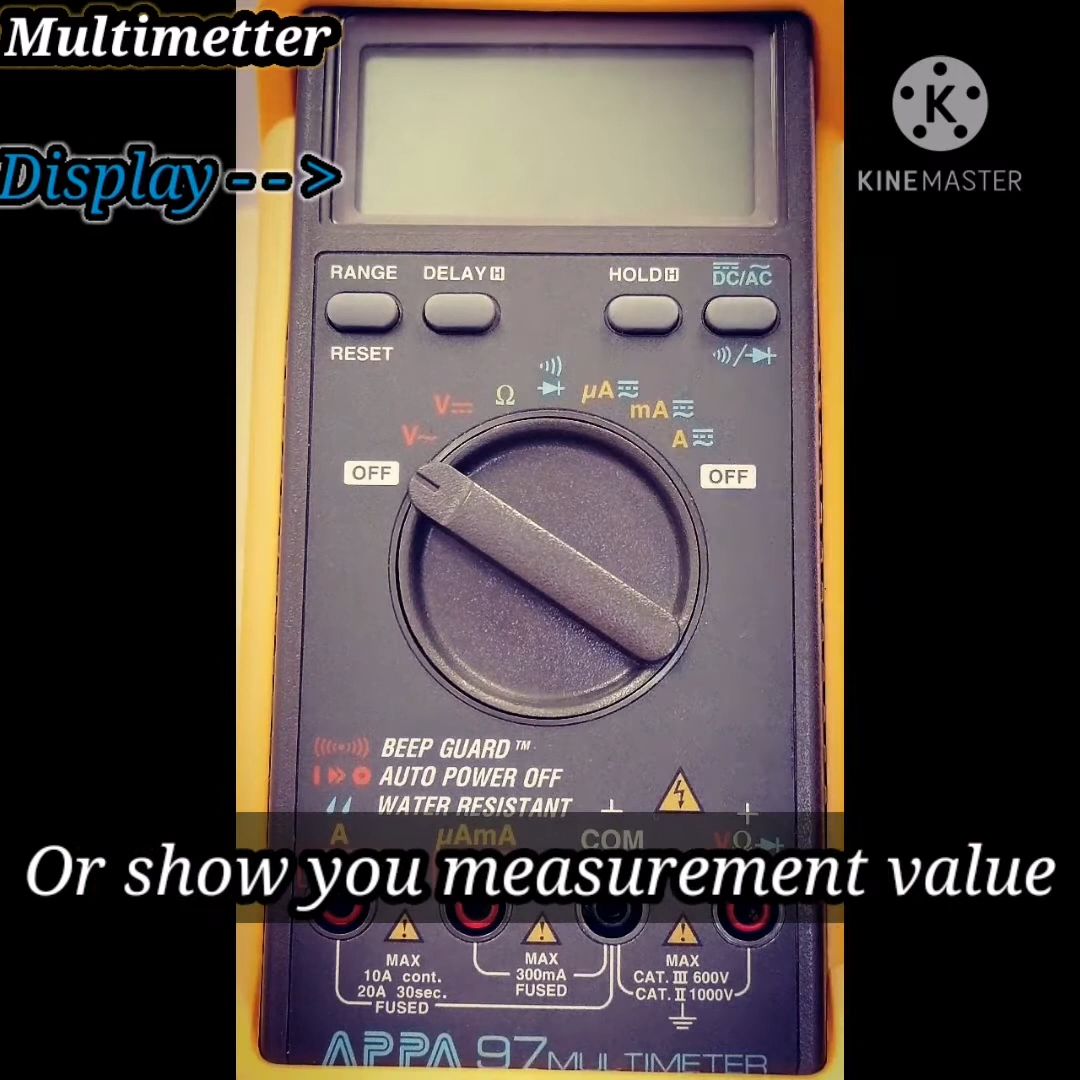 Multimetter
KINEMASTER
Display-->
RANGE DELAY H HOLD H DC/AC
RESET
V Ω µA mA
V~ A
OFF OFF
BEEP GUARD™
AUTO POWER OFF
WATER RESISTANT
A µAmA COM VΩ
Or show you measurement value
MAX
10A cont.
20A 30sec.
FUSED
MAX
300mA
FUSED
MAX
CAT. III 600V
CAT. II 1000V
APPA 97 MULTIMETER